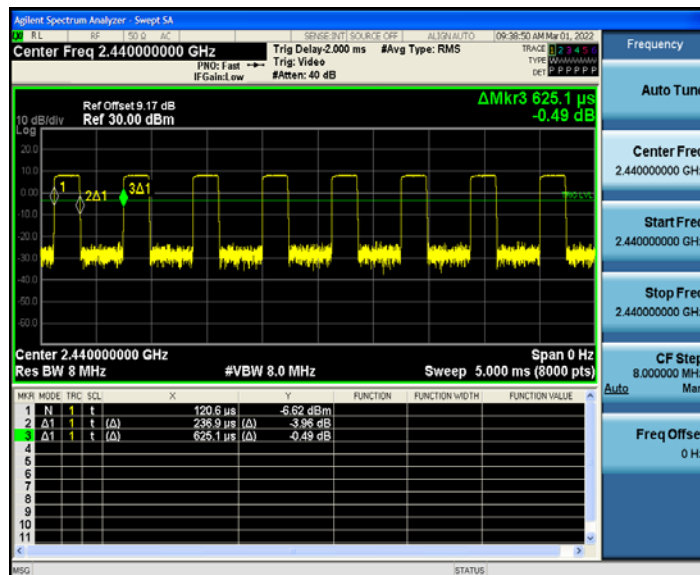 Agilent Spectrum Analyzer - Swept SA
RL RF 50 Ω AC SENSE:INT SOURCE OFF ALIGN AUTO 09:38:50 AM Mar 01, 2022
Center Freq 2.440000000 GHz
PNO: Fast
IFGain:Low
Trig Delay-2.000 ms #Avg Type: RMS
Trig: Video
#Atten: 40 dB
TRACE 1 2 3 4 5 6
TYPE WWWWWW
DET P P P P P P
Ref Offset 9.17 dB
10 dB/div Ref 30.00 dBm
Log
ΔMkr3 625.1 µs
-0.49 dB
20.0
10.0
0.00
-10.0
-20.0
-30.0
-40.0
-50.0
-60.0
1
2Δ1
3Δ1
TRIG LVL
Center 2.440000000 GHz Span 0 Hz
Res BW 8 MHz #VBW 8.0 MHz Sweep 5.000 ms (8000 pts)
MKR MODE TRC SCL X Y FUNCTION FUNCTION WIDTH FUNCTION VALUE
1 N 1 t 120.6 µs -6.62 dBm
2 Δ1 1 t (Δ) 236.9 µs (Δ) -3.96 dB
3 Δ1 1 t (Δ) 625.1 µs (Δ) -0.49 dB
4
5
6
7
8
9
10
11
MSG STATUS
Frequency
Auto Tune
Center Freq
2.440000000 GHz
Start Freq
2.440000000 GHz
Stop Freq
2.440000000 GHz
CF Step
8.000000 MHz
Auto Man
Freq Offset
0 Hz